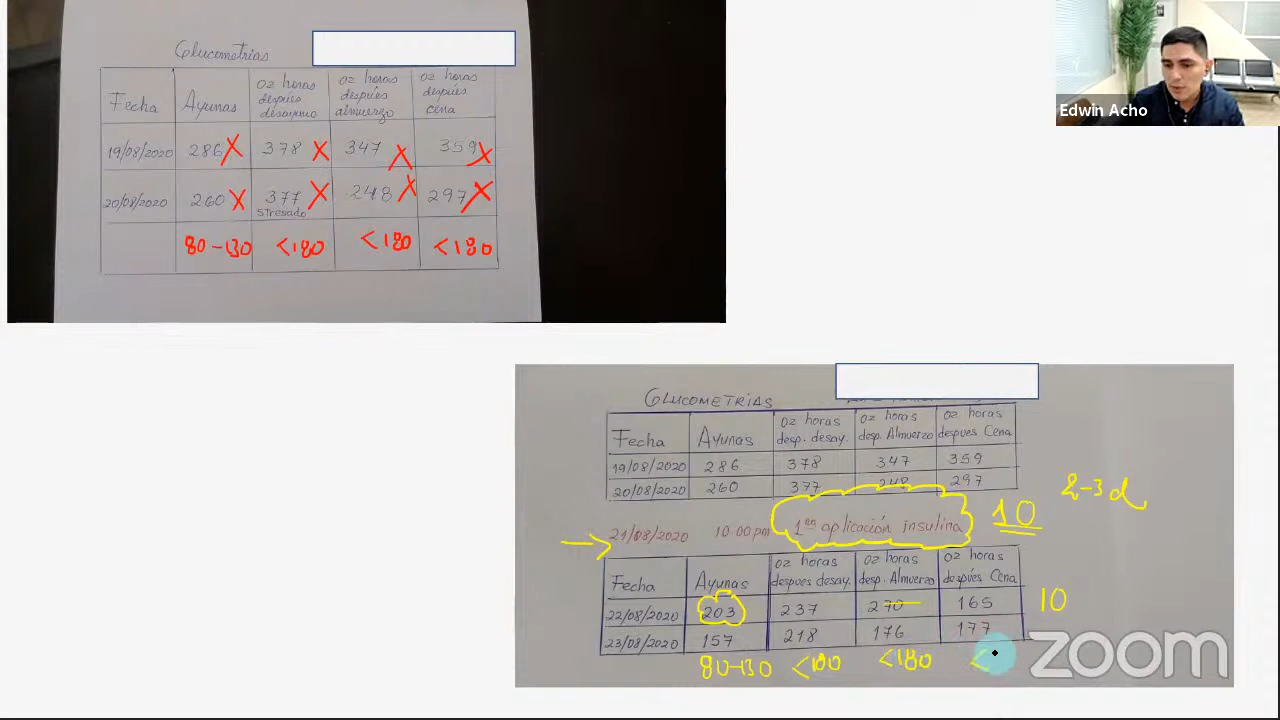 Glucometrias
Fecha Ayunas 02 horas después desayuno 02 horas después almuerzo 02 horas después cena
19/08/2020 286 X 378 X 347 X 359 X
20/08/2020 260 X 377 X 248 X 297 X
stresado
80-130 <180 <180 <180
Edwin Acho
GLUCOMETRIAS
Fecha Ayunas 02 horas desp. desay. 02 horas desp. Almuerzo 02 horas despues Cena
19/08/2020 286 378 347 359
20/08/2020 260 377 248 297
2-3 d
21/08/2020 10:00pm 1era aplicación insulina 10
Fecha Ayunas 02 horas despues desay. 02 horas desp. Almuerzo 02 horas después Cena
22/08/2020 203 237 270 165 10
23/08/2020 157 218 176 177
80-130 <180 <180 <
zoom